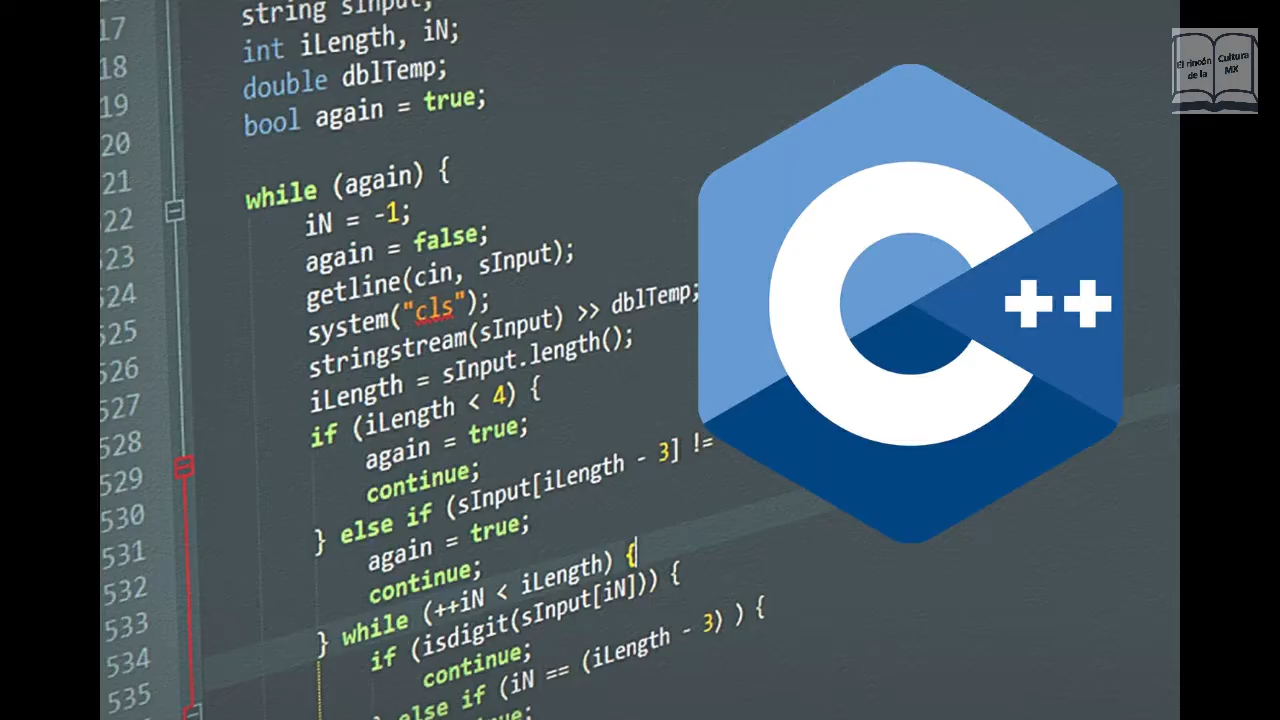 17
18
19
20
21
22
23
524
525
526
527
528
529
530
531
532
533
534
535
string sInput;
int iLength, iN;
double dblTemp;
bool again = true;
while (again) {
iN = -1;
again = false;
getline(cin, sInput);
system("cls");
stringstream(sInput) >> dblTemp;
iLength = sInput.length();
if (iLength < 4) {
again = true;
continue;
} else if (sInput[iLength - 3] !=
again = true;
continue;
} while (++iN < iLength) {
if (isdigit(sInput[iN])) {
continue;
} else if (iN == (iLength - 3) ) {
continue;
C++
El rincón de la
Cultura MX